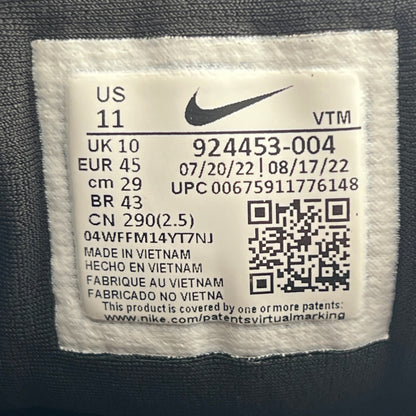 US
11
VTM
UK 10
EUR 45
cm 29
BR 43
CN 290(2.5)
924453-004
07/20/22 | 08/17/22
UPC 00675911776148
04WFFM14YT7NJ
MADE IN VIETNAM
HECHO EN VIETNAM
FABRIQUE AU VIETNAM
FABRICADO NO VIETNA
This product is covered by one or more patents:
www.nike.com/patentsvirtualmarking